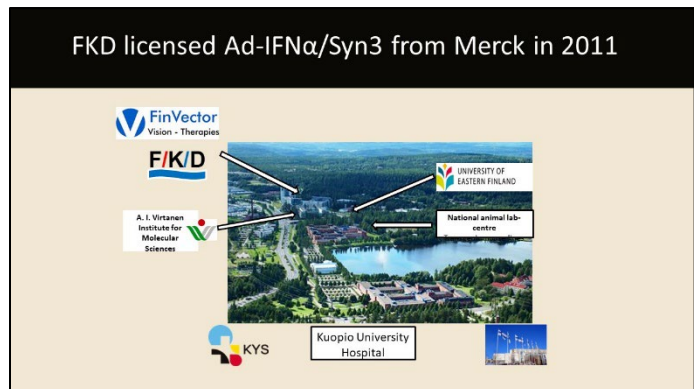 FKD licensed Ad-IFNα/Syn3 from Merck in 2011
FinVector
Vision - Therapies
F/K/D
UNIVERSITY OF
EASTERN FINLAND
A. I. Virtanen
Institute for
Molecular
Sciences
National animal lab-
centre
KYS
Kuopio University
Hospital